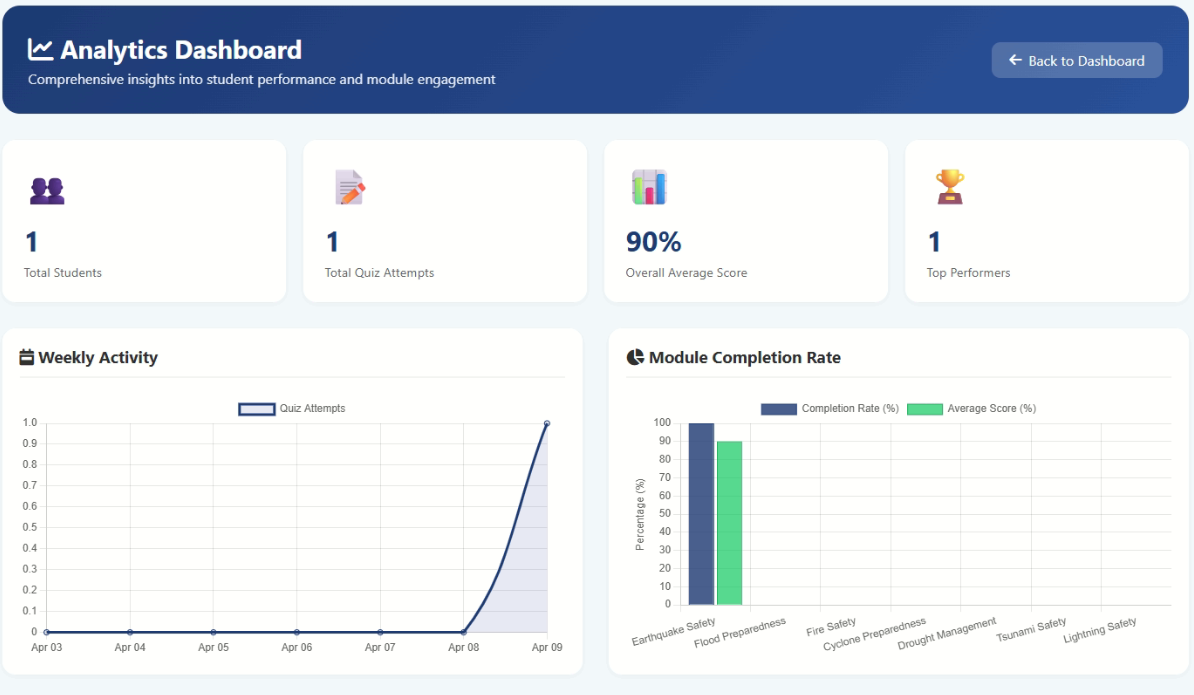 Analytics Dashboard
Comprehensive insights into student performance and module engagement
Back to Dashboard
1
Total Students
1
Total Quiz Attempts
90%
Overall Average Score
1
Top Performers
Weekly Activity
Quiz Attempts
1.0
0.9
0.8
0.7
0.6
0.5
0.4
0.3
0.2
0.1
0
Apr 03 Apr 04 Apr 05 Apr 06 Apr 07 Apr 08 Apr 09
Module Completion Rate
Completion Rate (%) Average Score (%)
Percentage (%)
100
90
80
70
60
50
40
30
20
10
0
Earthquake Safety Flood Preparedness Fire Safety Cyclone Preparedness Drought Management Tsunami Safety Lightning Safety